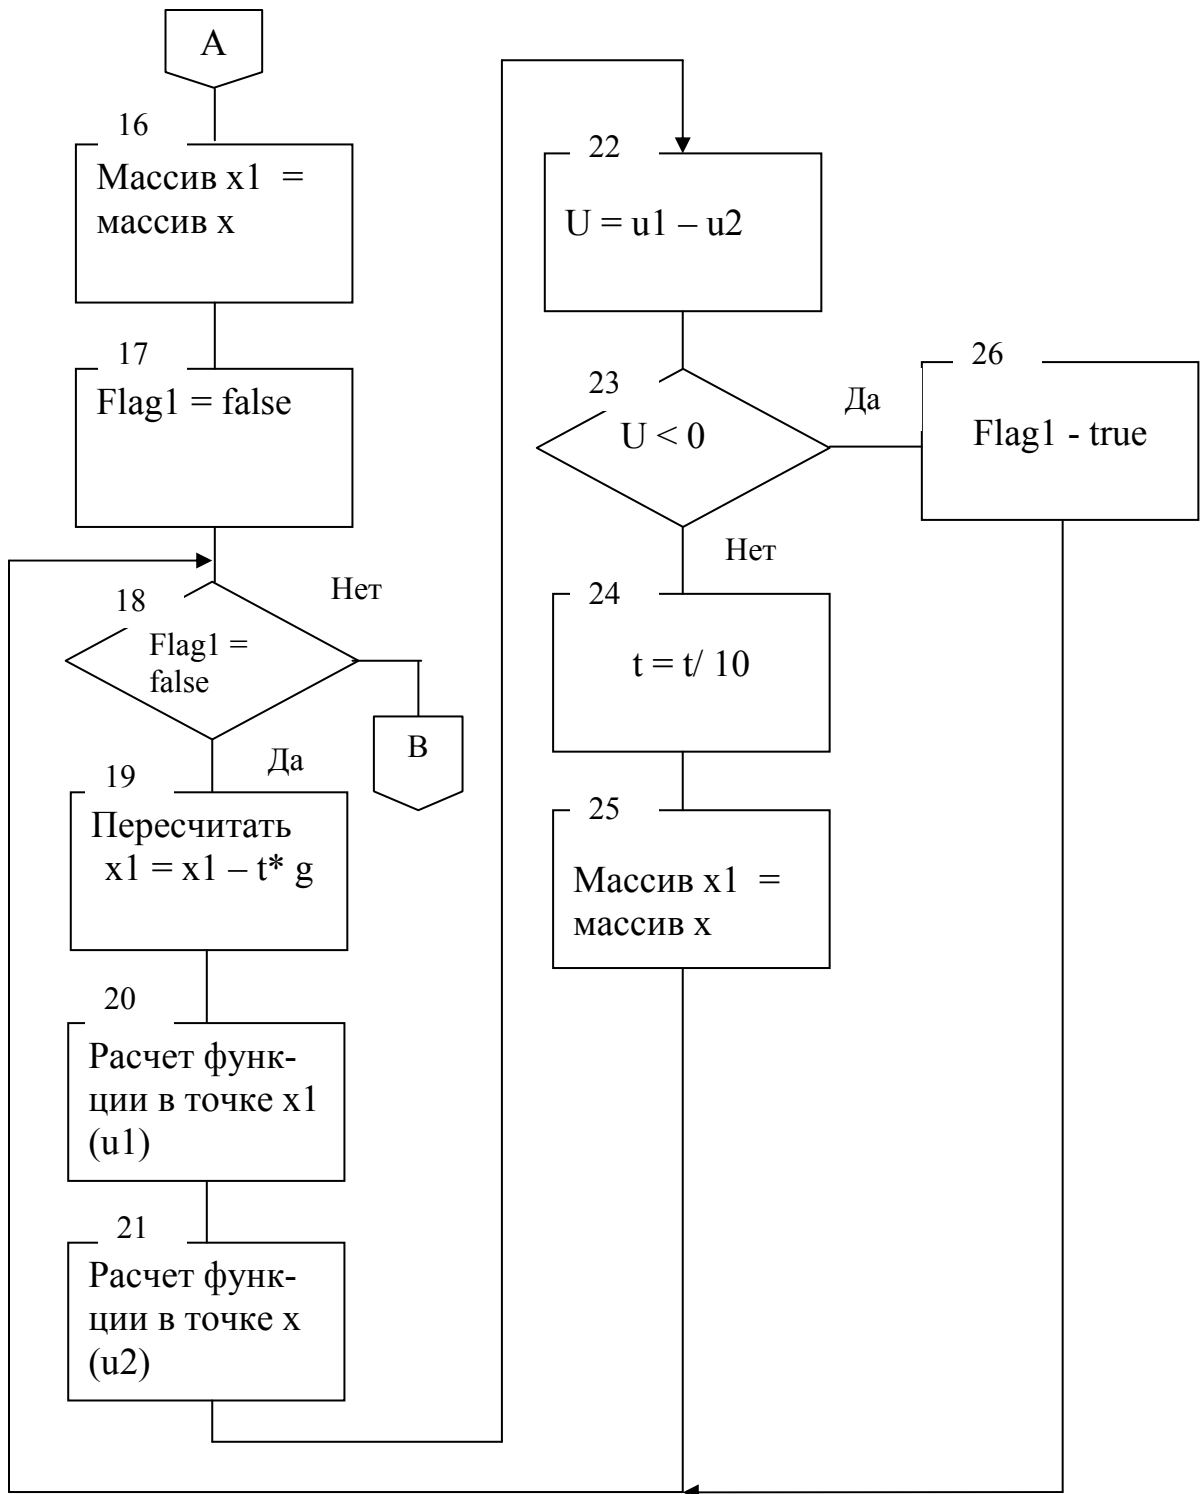 А
16
Массив x1 =
массив x
17
Flag1 = false
18
Нет
Flag1 =
false
В
Да
19
Пересчитать
x1 = x1 – t* g
20
Расчет функ-
ции в точке x1
(u1)
21
Расчет функ-
ции в точке x
(u2)
22
U = u1 – u2
23
U < 0
Да
26
Flag1 - true
Нет
24
t = t/ 10
25
Массив x1 =
массив x